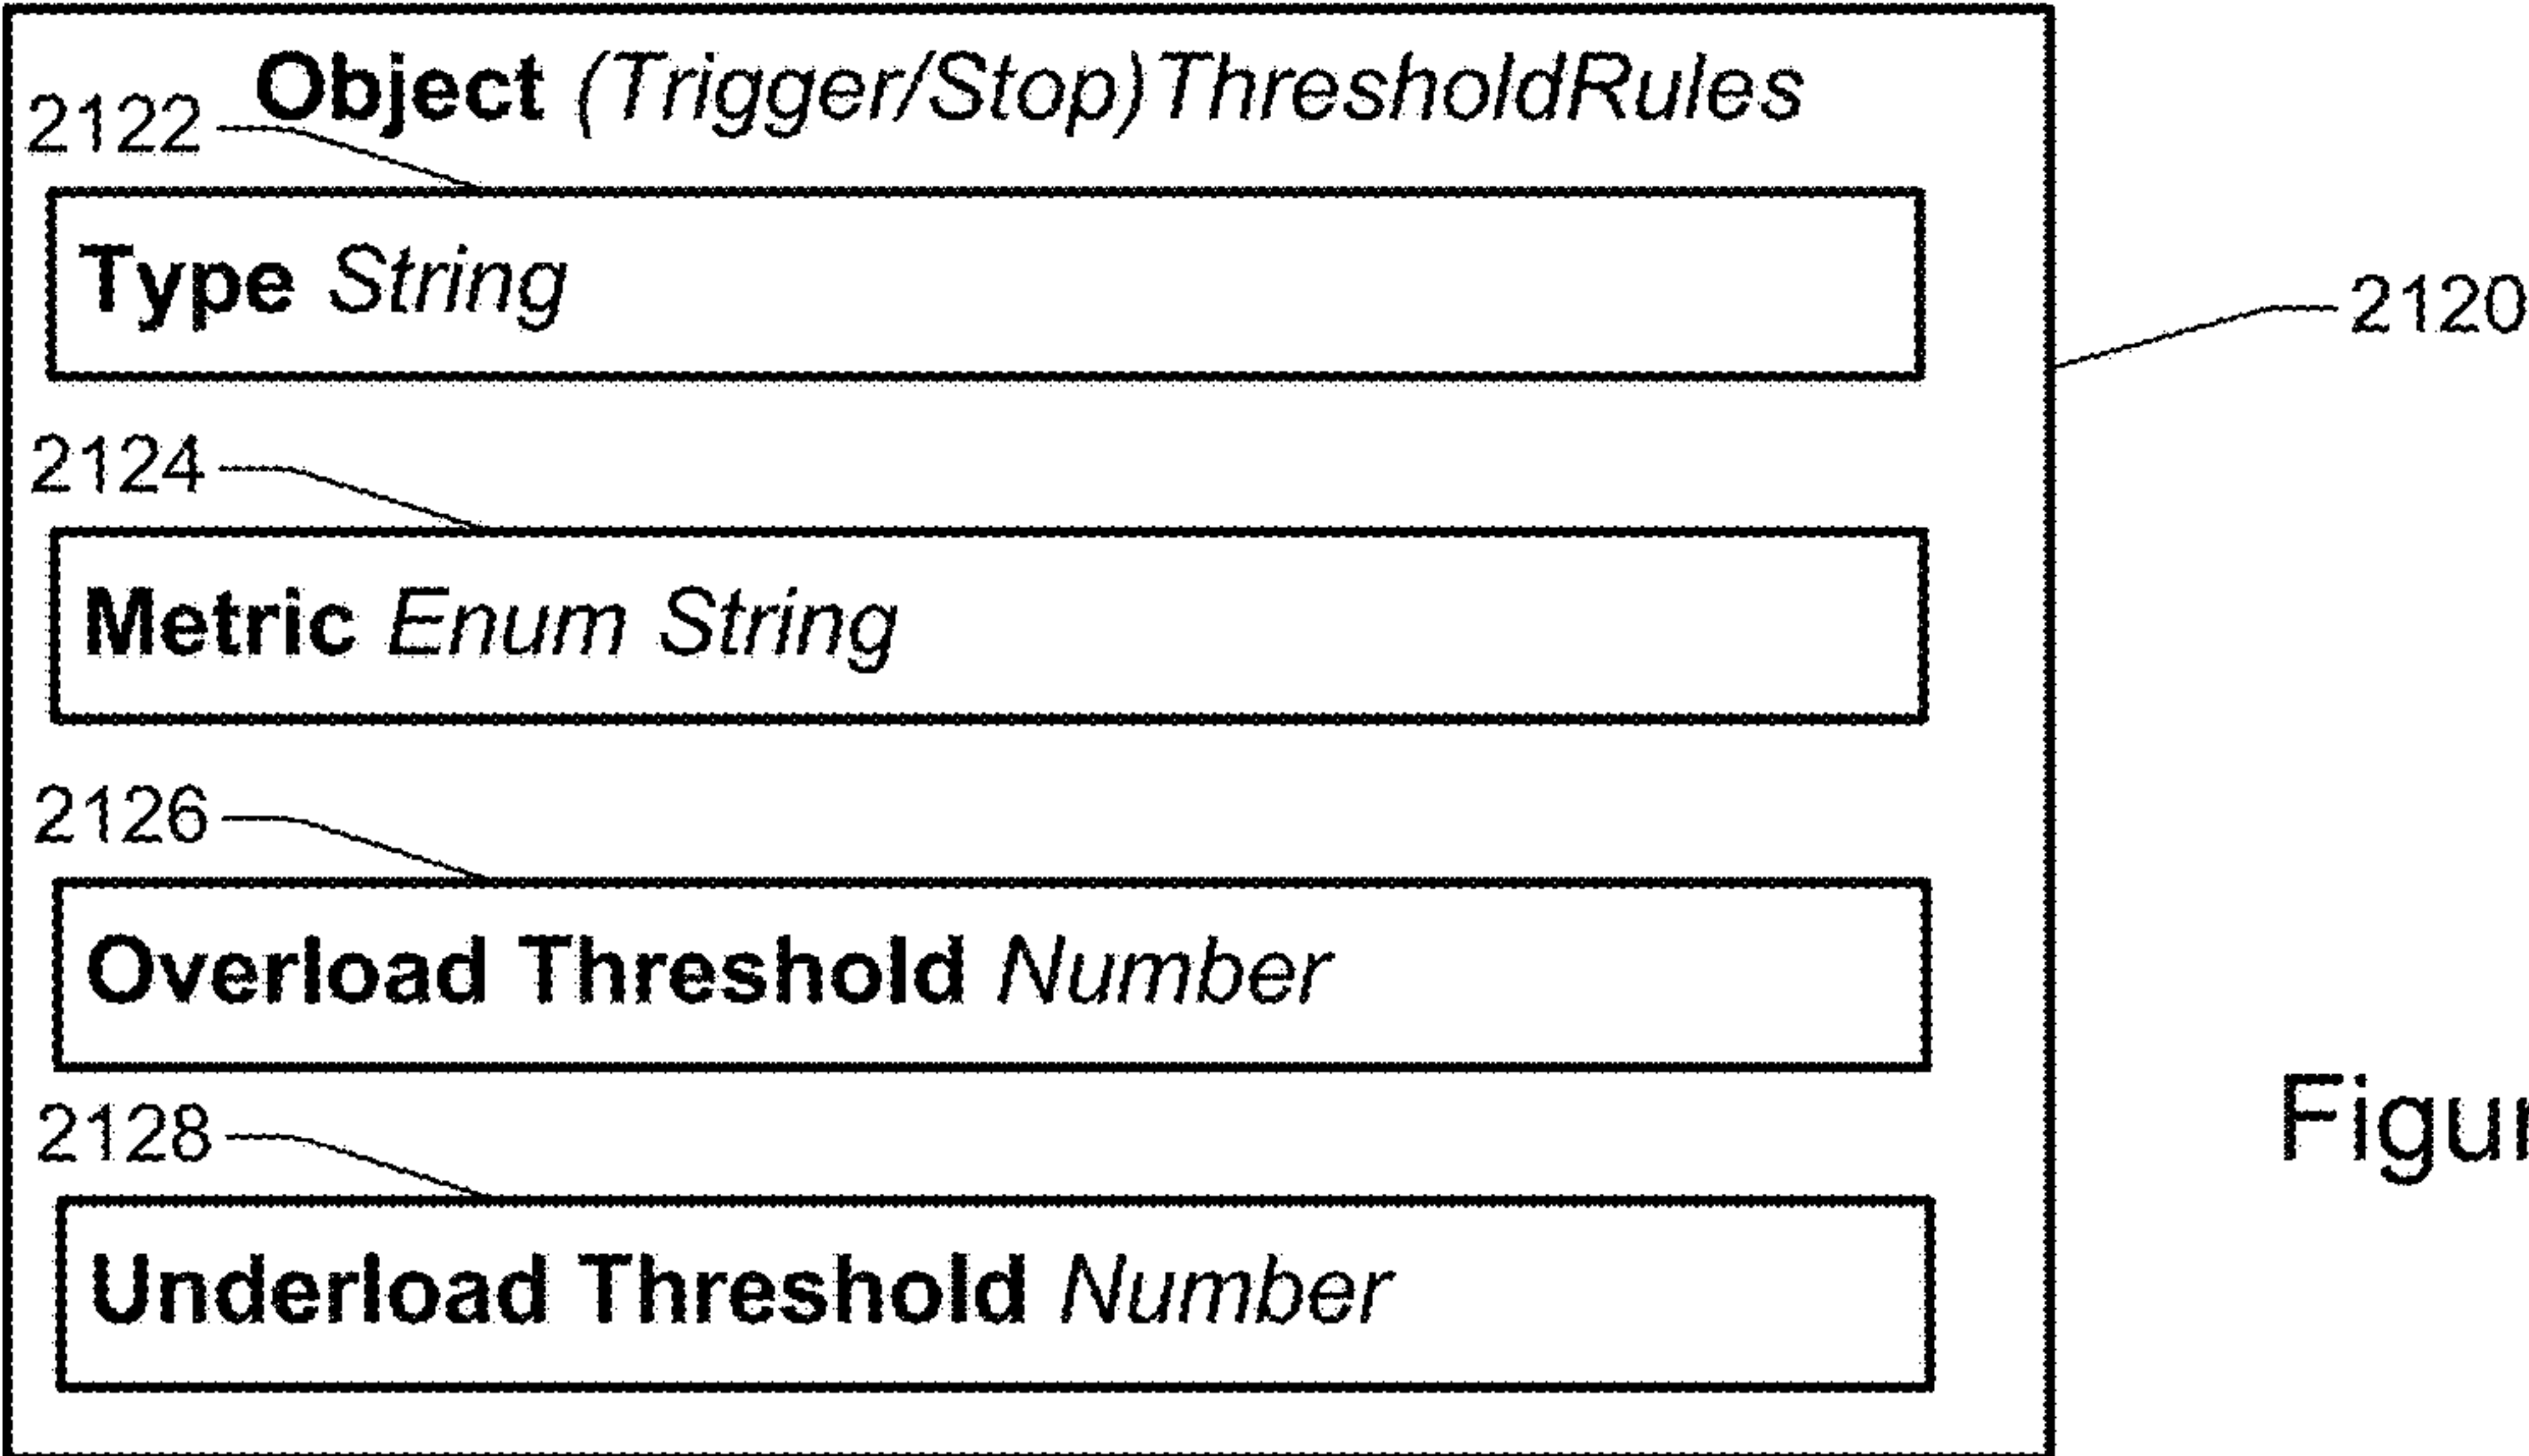 Object (Trigger/Stop)ThresholdRules
2122
Type String
2120
2124
Metric Enum String
2126
Overload Threshold Number
2128
Underload Threshold Number